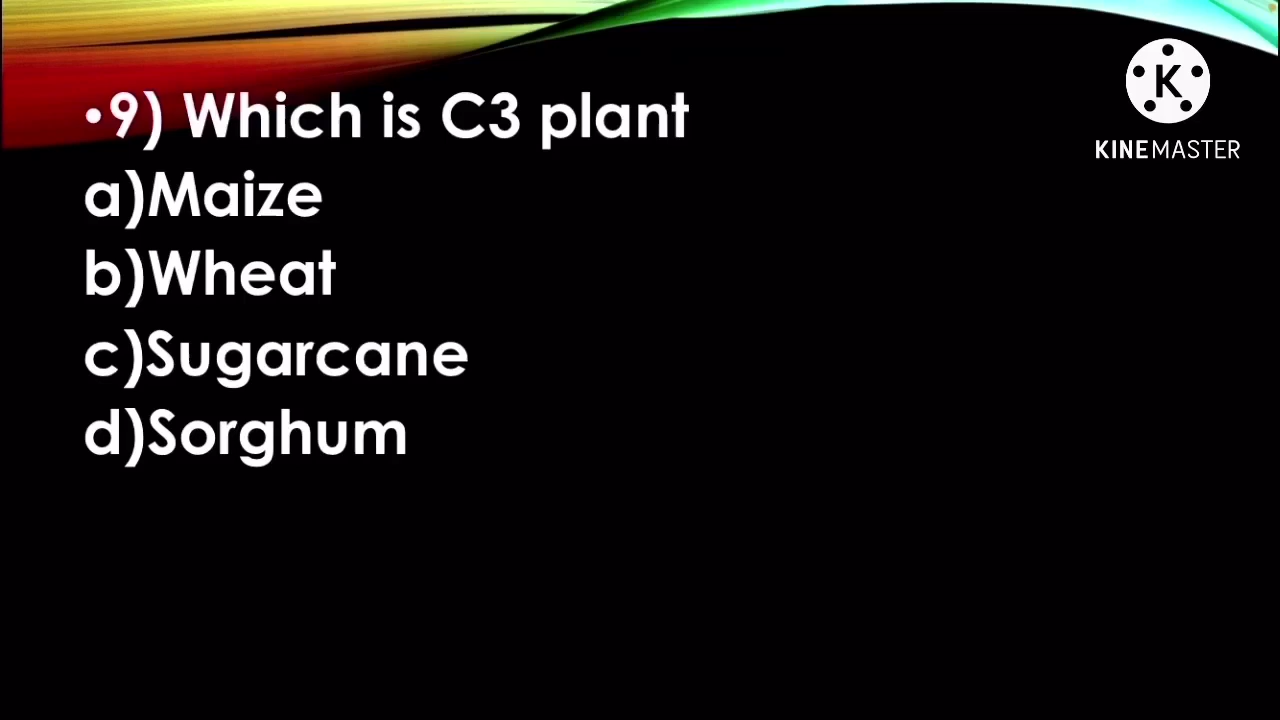 •9) Which is C3 plant
a)Maize
b)Wheat
c)Sugarcane
d)Sorghum
K
KINEMASTER